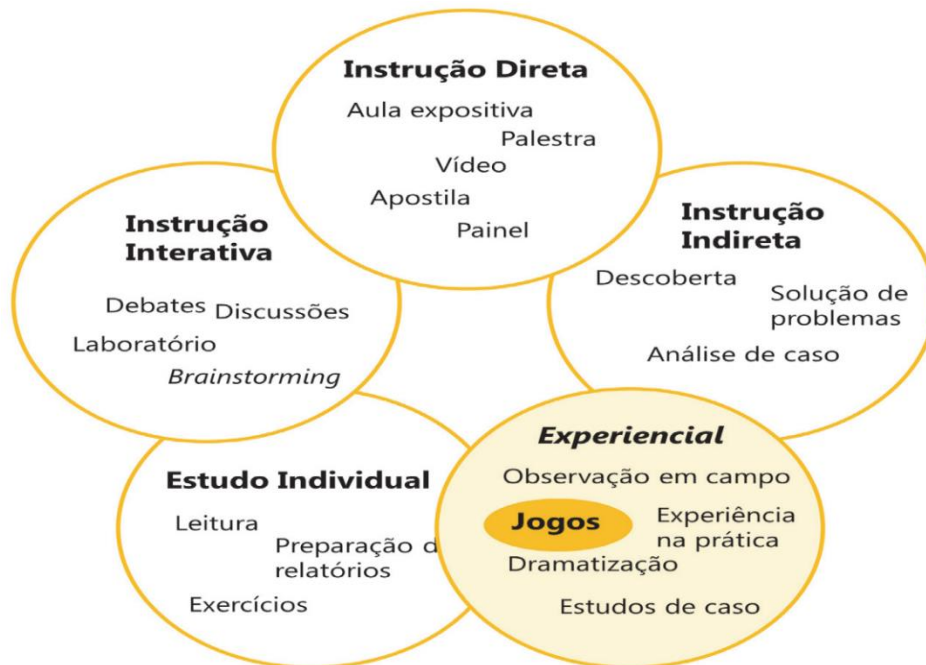 Instrução Direta
Aula expositiva
Palestra
Vídeo
Apostila
Painel
Instrução
Interativa
Debates
Discussões
Laboratório
Brainstorming
Instrução
Indireta
Descoberta
Solução de
problemas
Análise de caso
Estudo Individual
Leitura
Preparação d
relatórios
Exercícios
Experiencial
Observação em campo
Jogos
Experiência
na prática
Dramatização
Estudos de caso